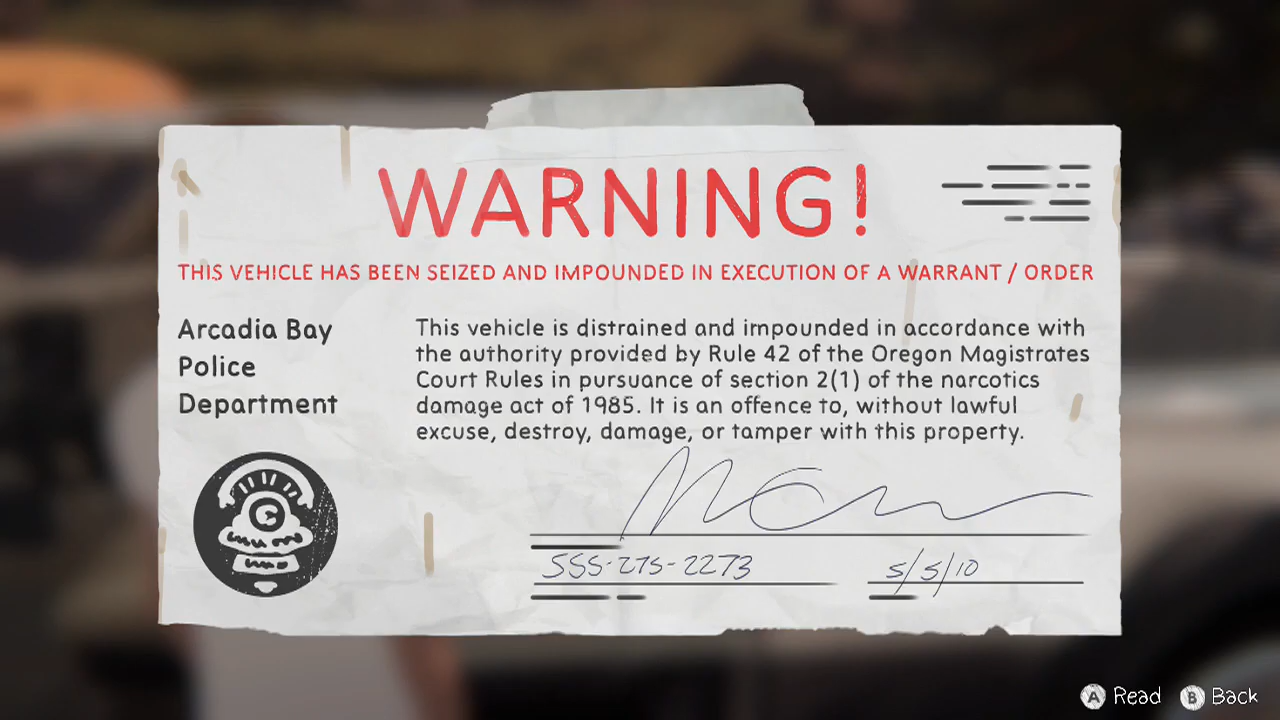 WARNING!
THIS VEHICLE HAS BEEN SEIZED AND IMPOUNDED IN EXECUTION OF A WARRANT / ORDER
Arcadia Bay
Police
Department
This vehicle is distrained and impounded in accordance with
the authority provided by Rule 42 of the Oregon Magistrates
Court Rules in pursuance of section 2(1) of the narcotics
damage act of 1985. It is an offence to, without lawful
excuse, destroy, damage, or tamper with this property.
C
555-275-2273
5/5/10
A Read B Back